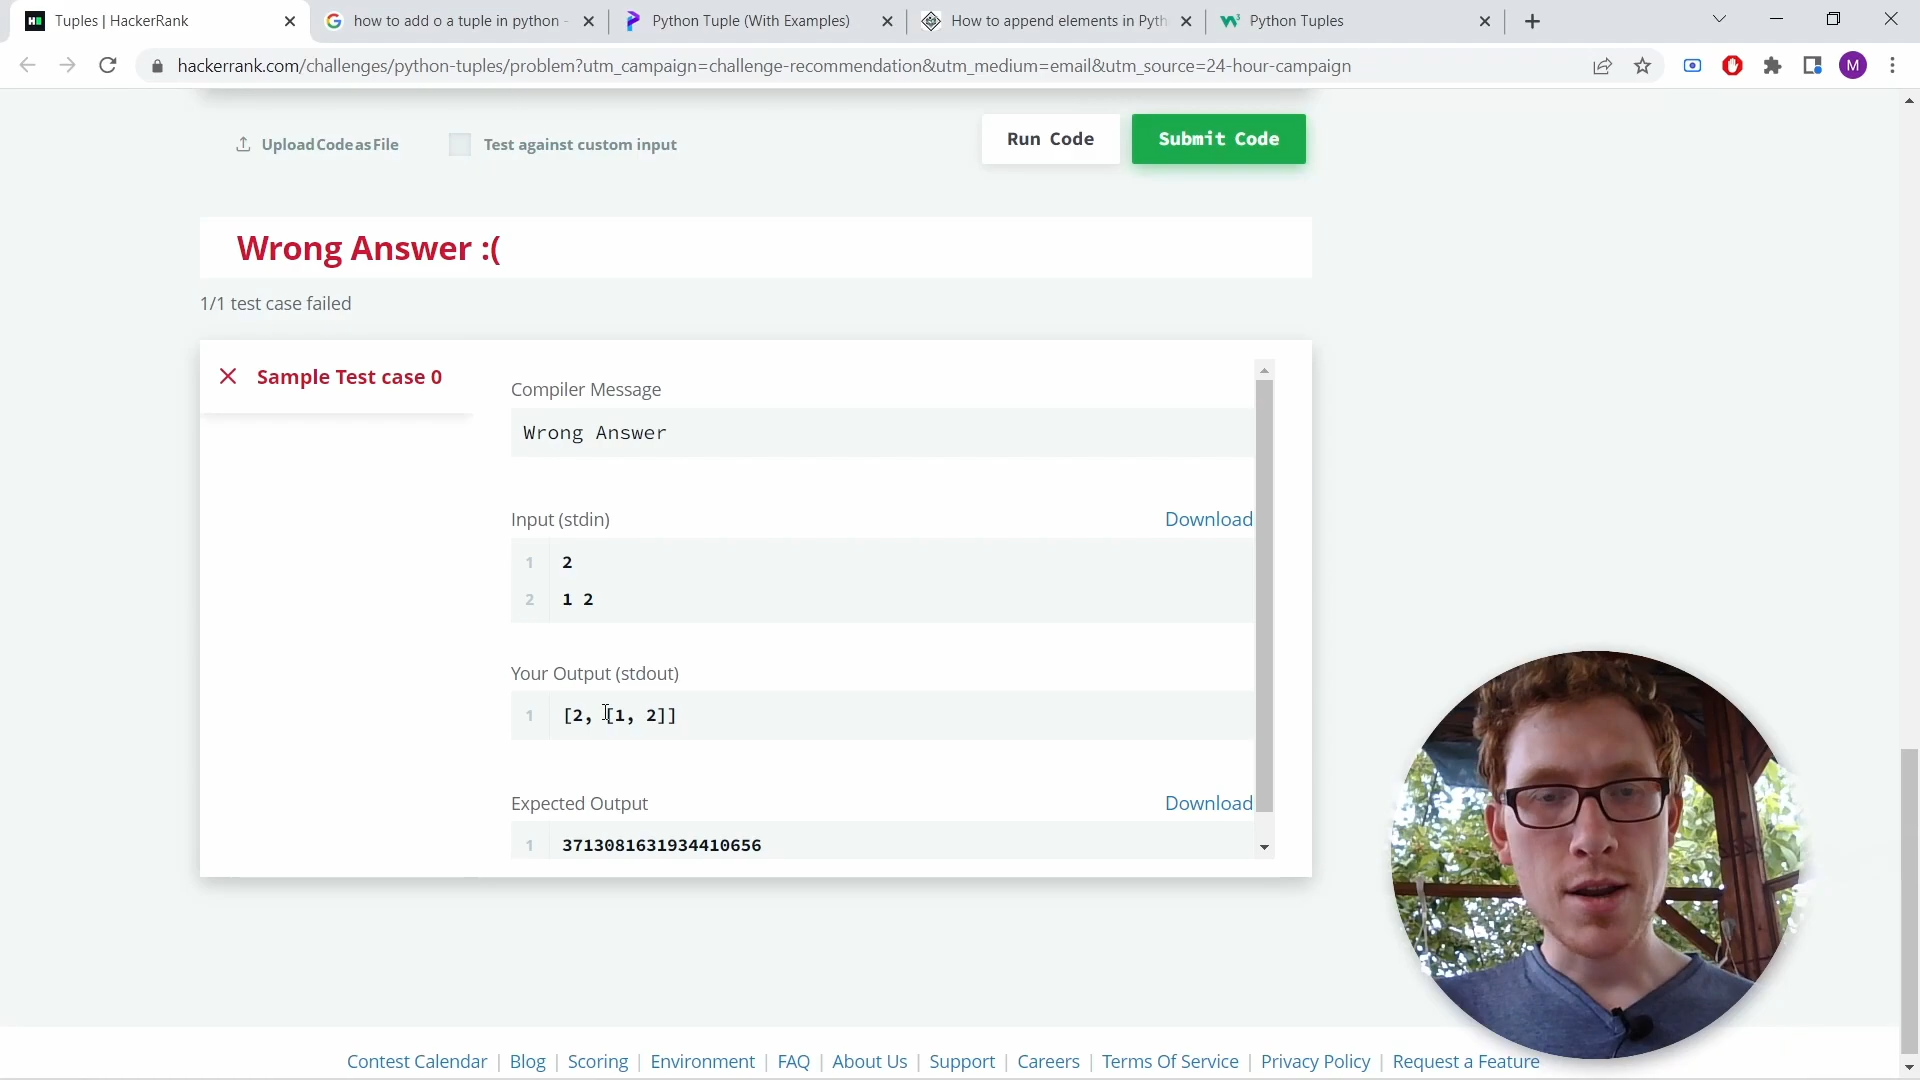 Tuples | HackerRank
how to add o a tuple in python -
Python Tuple (With Examples)
How to append elements in Pyth
Python Tuples
hackerrank.com/challenges/python-tuples/problem?utm_campaign=challenge-recommendation&utm_medium=email&utm_source=24-hour-campaign
M
Upload Code as File
Test against custom input
Run Code
Submit Code
Wrong Answer :(
1/1 test case failed
Sample Test case 0
Compiler Message
Wrong Answer
Input (stdin)
Download
1 2
2 1 2
Your Output (stdout)
1 [2, [1, 2]]
Expected Output
Download
1 3713081631934410656
Contest Calendar | Blog | Scoring | Environment | FAQ | About Us | Support | Careers | Terms Of Service | Privacy Policy | Request a Feature